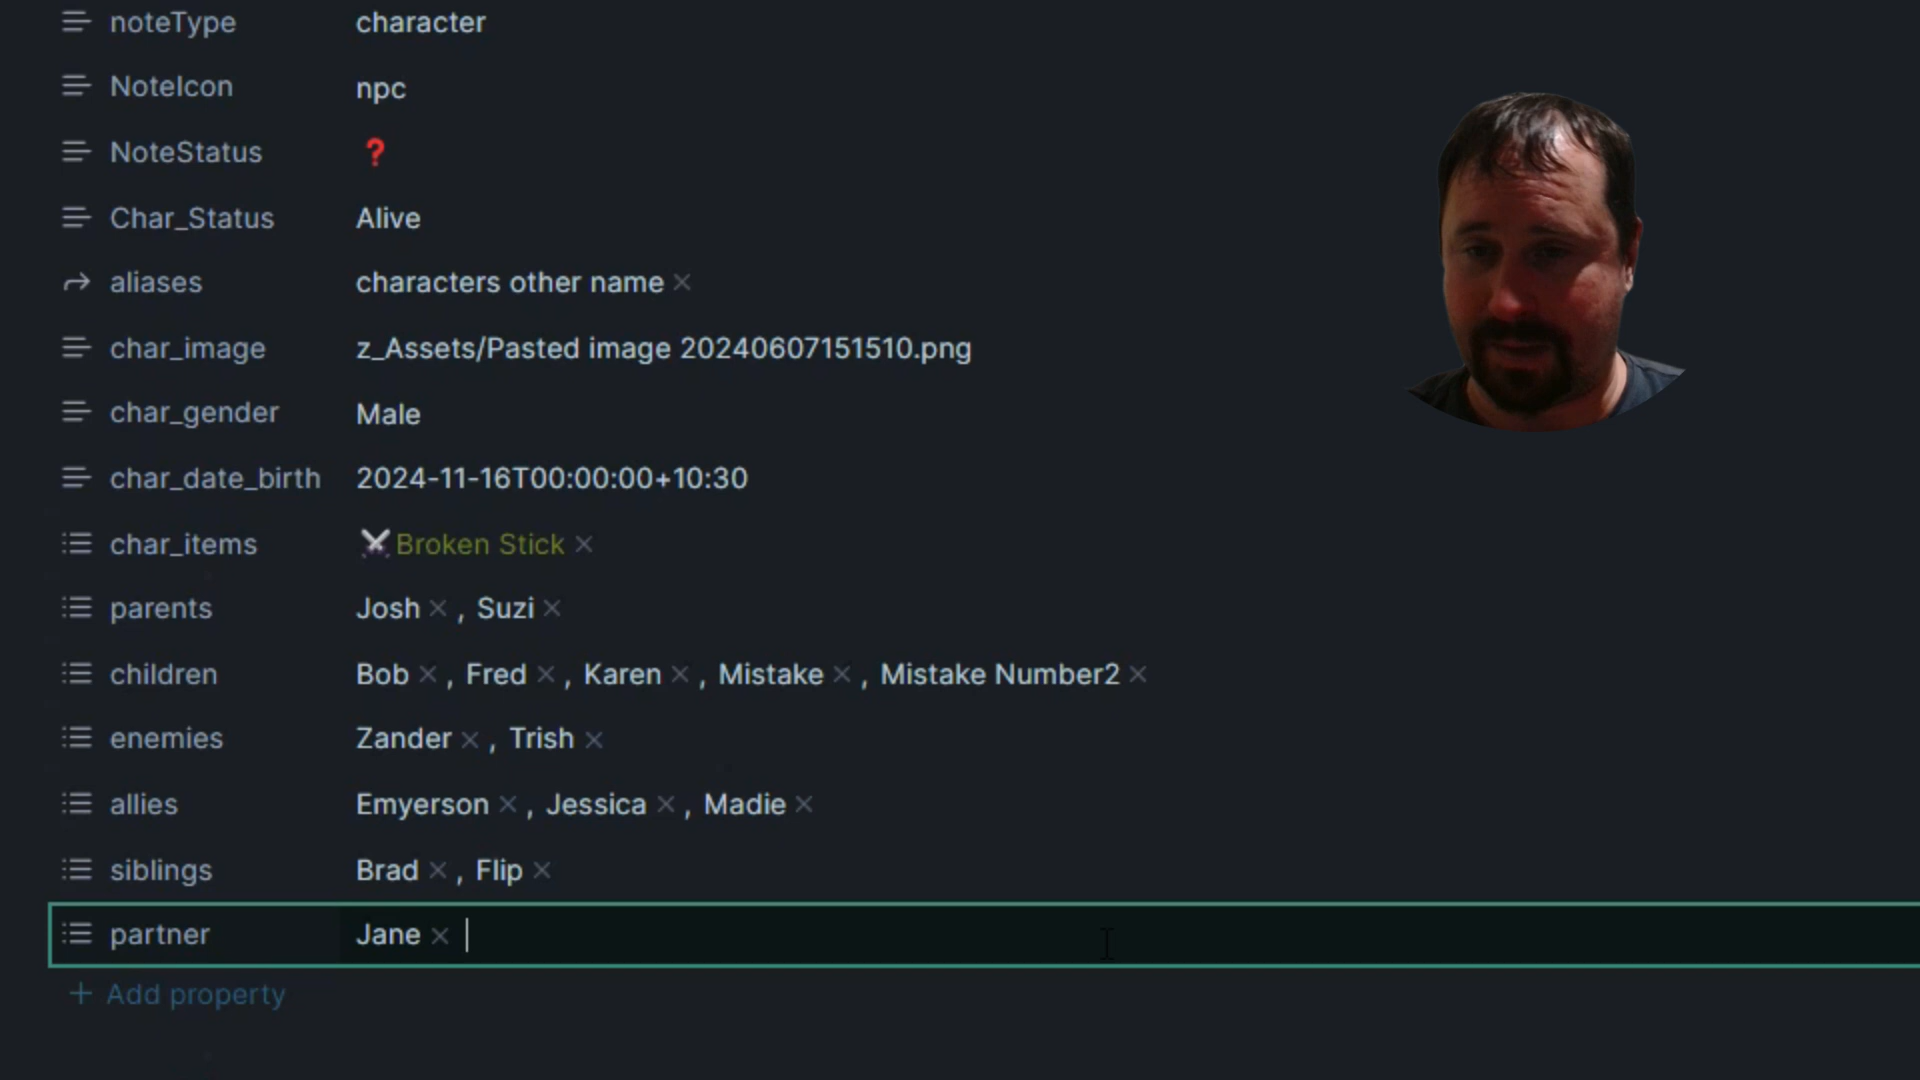 noteType character
NoteIcon npc
NoteStatus ❓
Char_Status Alive
aliases characters other name ×
char_image z_Assets/Pasted image 20240607151510.png
char_gender Male
char_date_birth 2024-11-16T00:00:00+10:30
char_items ⚔️Broken Stick ×
parents Josh × , Suzi ×
children Bob × , Fred × , Karen × , Mistake × , Mistake Number2 ×
enemies Zander × , Trish ×
allies Emyerson × , Jessica × , Madie ×
siblings Brad × , Flip ×
partner Jane ×
+ Add property